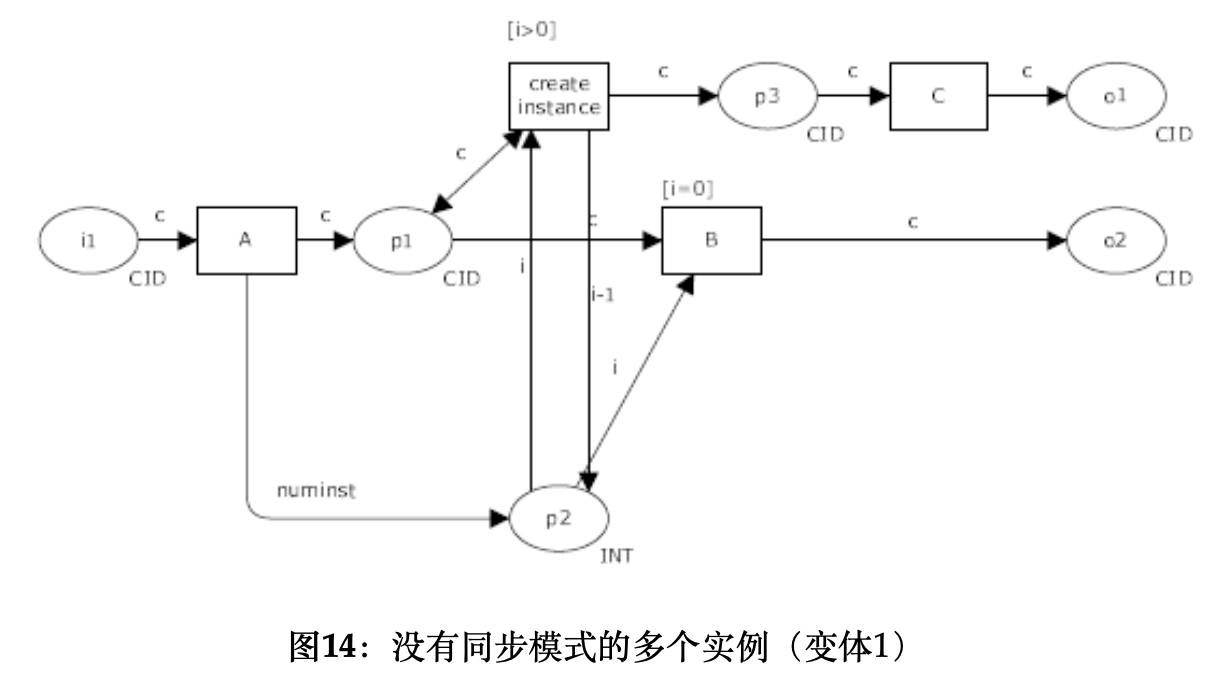 [i>0]
create
instance
c
p3
CID
c
C
c
o1
CID
c
[i=0]
i1
CID
c
A
c
p1
CID
c
B
c
o2
CID
i
i-1
i
numinst
p2
INT
图14：没有同步模式的多个实例（变体1）